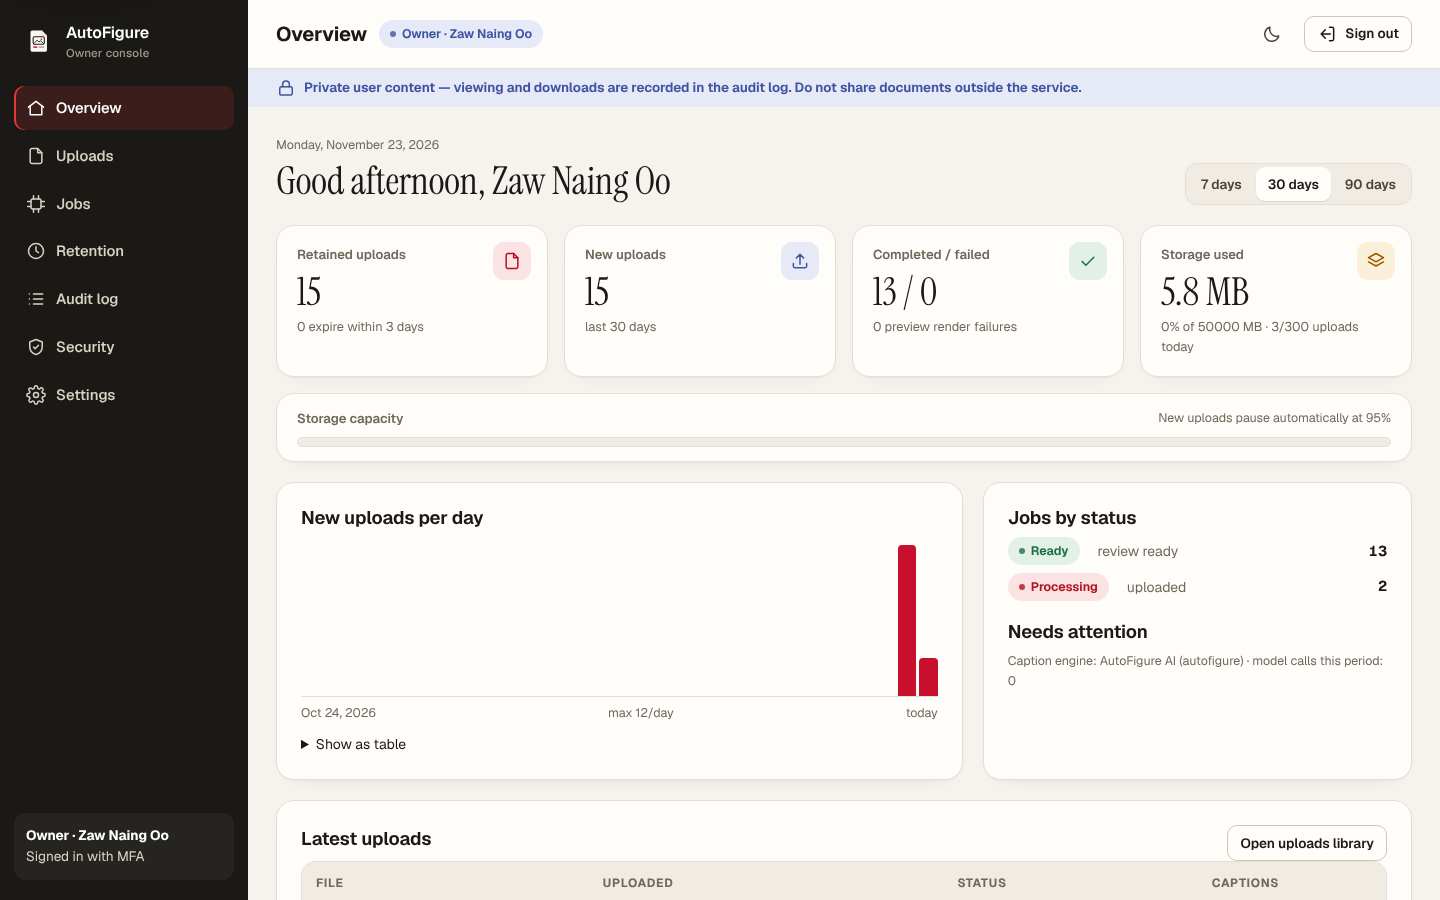 AutoFigure
Owner console
Overview
Uploads
Jobs
Retention
Audit log
Security
Settings
Owner · Zaw Naing Oo
Signed in with MFA
Overview
Owner · Zaw Naing Oo
Sign out
Private user content — viewing and downloads are recorded in the audit log. Do not share documents outside the service.
Monday, November 23, 2026
Good afternoon, Zaw Naing Oo
7 days
30 days
90 days
Retained uploads
15
0 expire within 3 days
New uploads
15
last 30 days
Completed / failed
13 / 0
0 preview render failures
Storage used
5.8 MB
0% of 50000 MB · 3/300 uploads
today
Storage capacity
New uploads pause automatically at 95%
New uploads per day
Oct 24, 2026
max 12/day
today
Show as table
Jobs by status
Ready review ready 13
Processing uploaded 2
Needs attention
Caption engine: AutoFigure AI (autofigure) · model calls this period:
0
Latest uploads
Open uploads library
FILE UPLOADED STATUS CAPTIONS